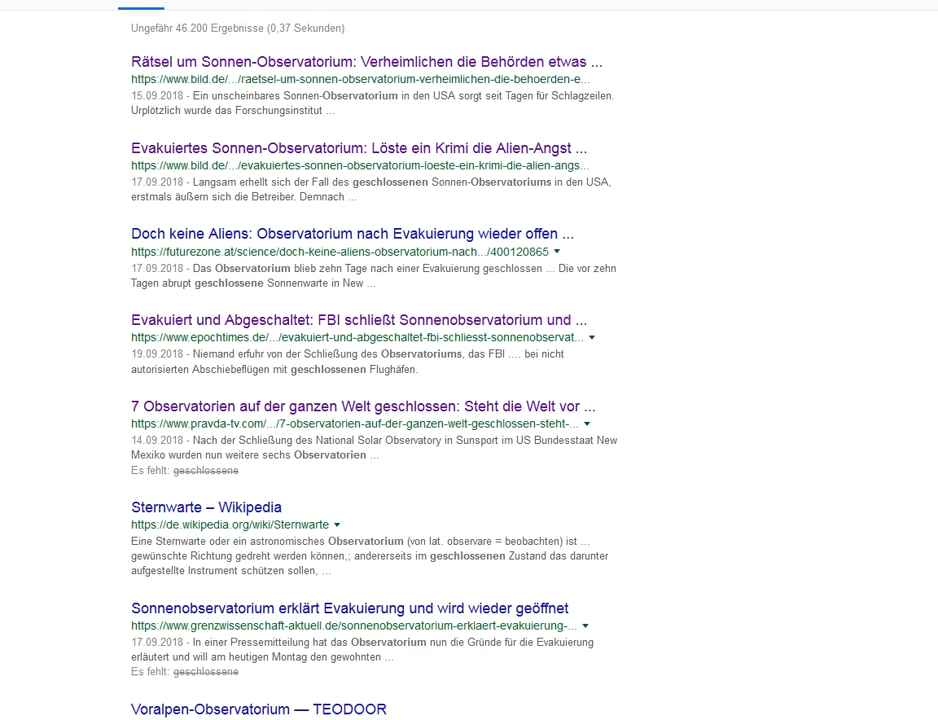 Ungefähr 46.200 Ergebnisse (0,37 Sekunden)
Rätsel um Sonnen-Observatorium: Verheimlichen die Behörden etwas ...
https://www.bild.de/.../raetsel-um-sonnen-observatorium-verheimlichen-die-behoerden-e...
15.09.2018 - Ein unscheinbares Sonnen-Observatorium in den USA sorgt seit Tagen für Schlagzeilen.
Urplötzlich wurde das Forschungsinstitut ...
Evakuiertes Sonnen-Observatorium: Löste ein Krimi die Alien-Angst ...
https://www.bild.de/.../evakuiertes-sonnen-observatorium-loeste-ein-krimi-die-alien-angs...
17.09.2018 - Langsam erhellt sich der Fall des geschlossenen Sonnen-Observatoriums in den USA,
erstmals äußern sich die Betreiber. Demnach ...
Doch keine Aliens: Observatorium nach Evakuierung wieder offen ...
https://futurezone.at/science/doch-keine-aliens-observatorium-nach.../400120865
17.09.2018 - Das Observatorium blieb zehn Tage nach einer Evakuierung geschlossen ... Die vor zehn
Tagen abrupt geschlossene Sonnenwarte in New ...
Evakuiert und Abgeschaltet: FBI schließt Sonnenobservatorium und ...
https://www.epochtimes.de/.../evakuiert-und-abgeschaltet-fbi-schliesst-sonnenobservat...
19.09.2018 - Niemand erfuhr von der Schließung des Observatoriums, das FBI .... bei nicht
autorisierten Abschiebeflügen mit geschlossenen Flughäfen.
7 Observatorien auf der ganzen Welt geschlossen: Steht die Welt vor ...
https://www.pravda-tv.com/.../7-observatorien-auf-der-ganzen-welt-geschlossen-steht-...
14.09.2018 - Nach der Schließung des National Solar Observatory in Sunsport im US Bundesstaat New
Mexiko wurden nun weitere sechs Observatorien ...
Es fehlt: geschlossene
Sternwarte – Wikipedia
https://de.wikipedia.org/wiki/Sternwarte
Eine Sternwarte oder ein astronomisches Observatorium (von lat. observare = beobachten) ist ...
gewünschte Richtung gedreht werden können,; andererseits im geschlossenen Zustand das darunter
aufgestellte Instrument schützen sollen, ...
Sonnenobservatorium erklärt Evakuierung und wird wieder geöffnet
https://www.grenzwissenschaft-aktuell.de/sonnenobservatorium-erklaert-evakuierung-...
17.09.2018 - In einer Pressemitteilung hat das Observatorium nun die Gründe für die Evakuierung
erläutert und will am heutigen Montag den gewohnten ...
Es fehlt: geschlossene
Voralpen-Observatorium — TEODOOR